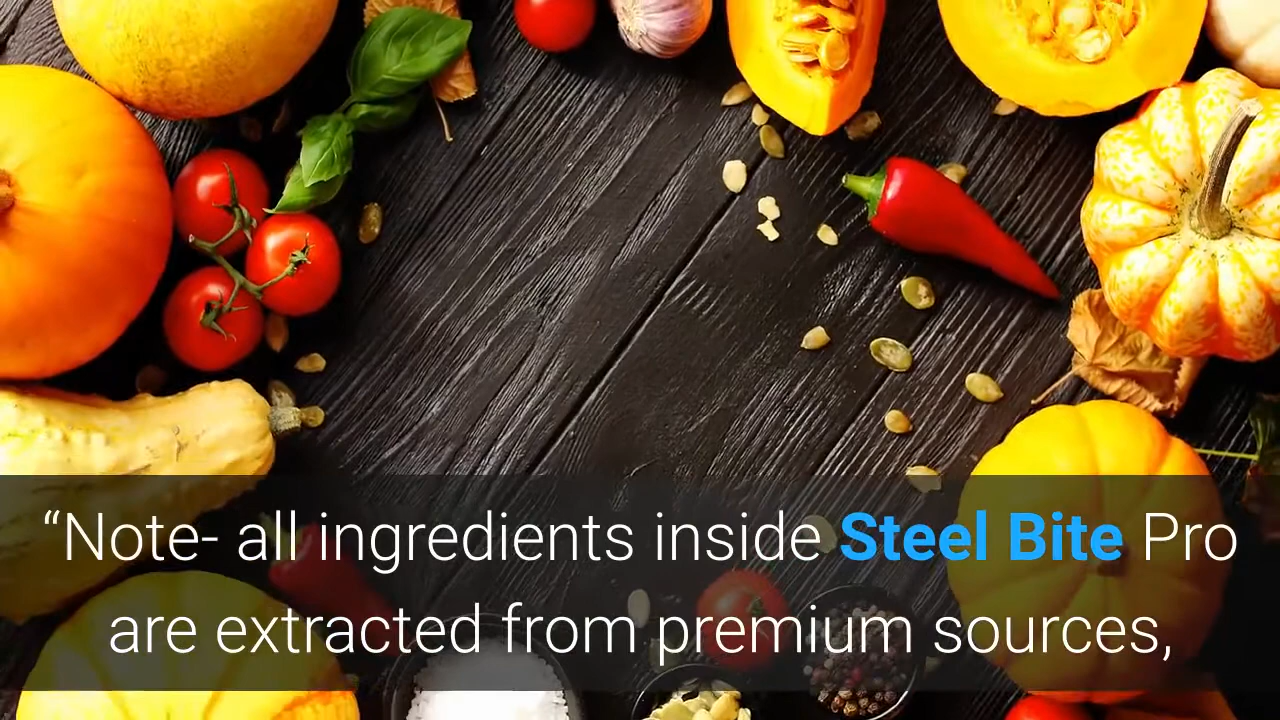 “Note- all ingredients inside Steel Bite Pro
are extracted from premium sources,